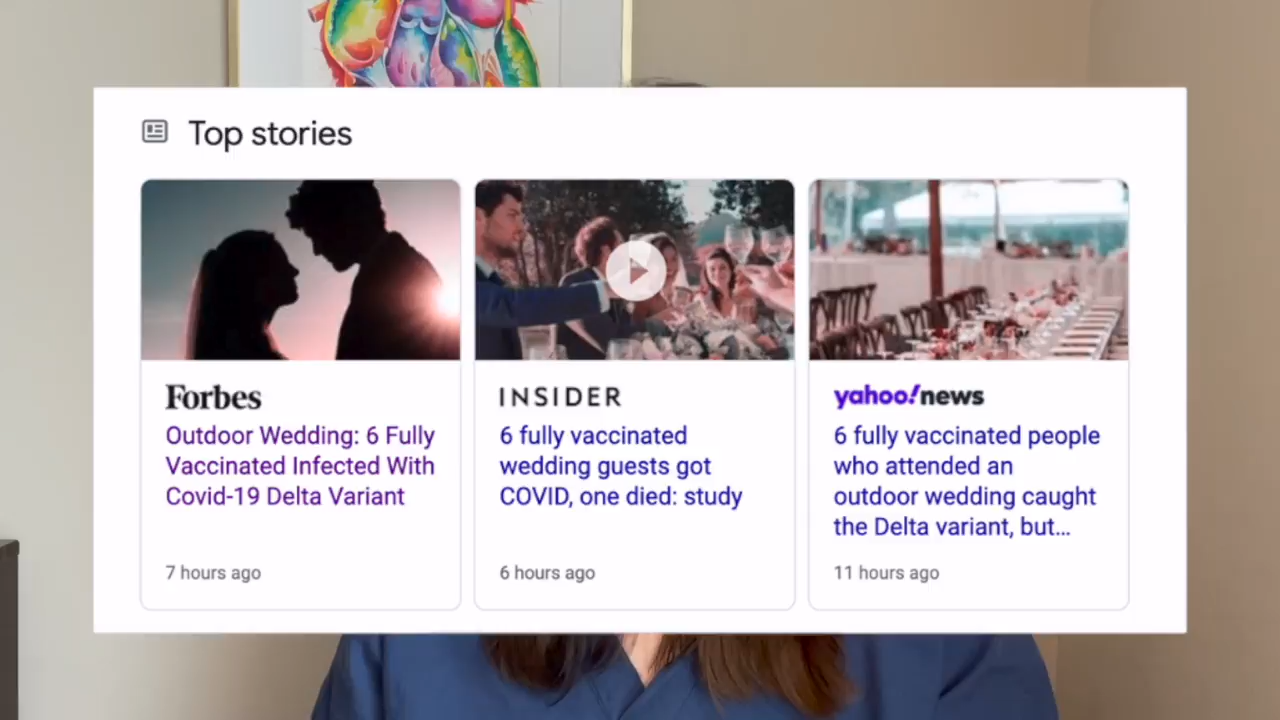 Top stories
Forbes
Outdoor Wedding: 6 Fully
Vaccinated Infected With
Covid-19 Delta Variant
7 hours ago
INSIDER
6 fully vaccinated
wedding guests got
COVID, one died: study
6 hours ago
yahoo!news
6 fully vaccinated people
who attended an
outdoor wedding caught
the Delta variant, but...
11 hours ago